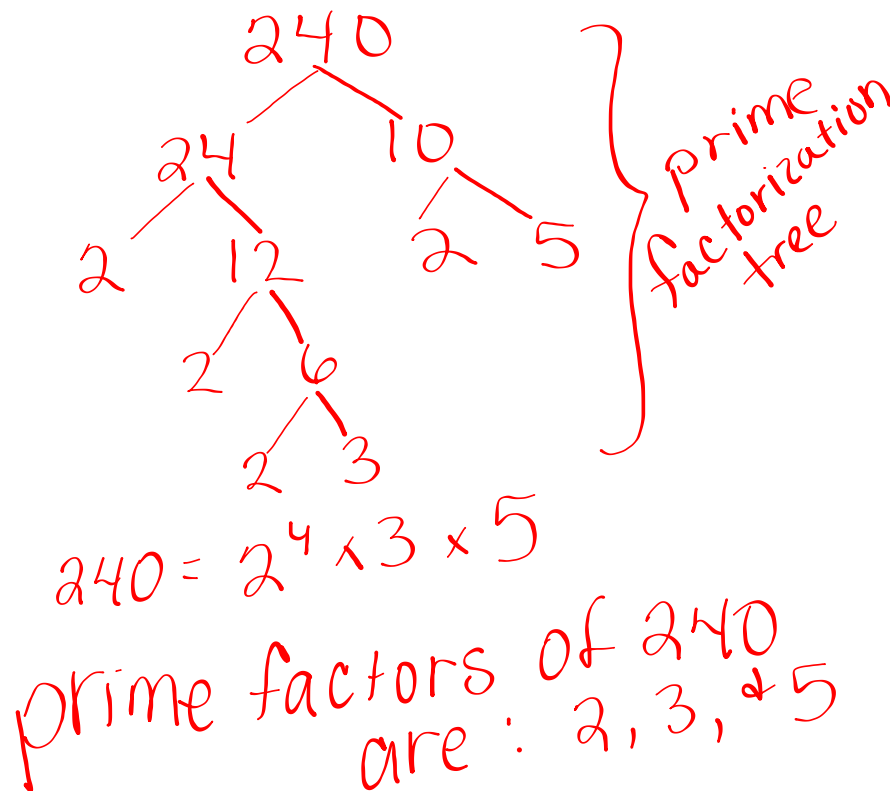 240
24 10
2 12 2 5
2 6
2 3
prime
factorization
tree
240 = 2⁴ x 3 x 5
prime factors of 240
are : 2, 3, & 5